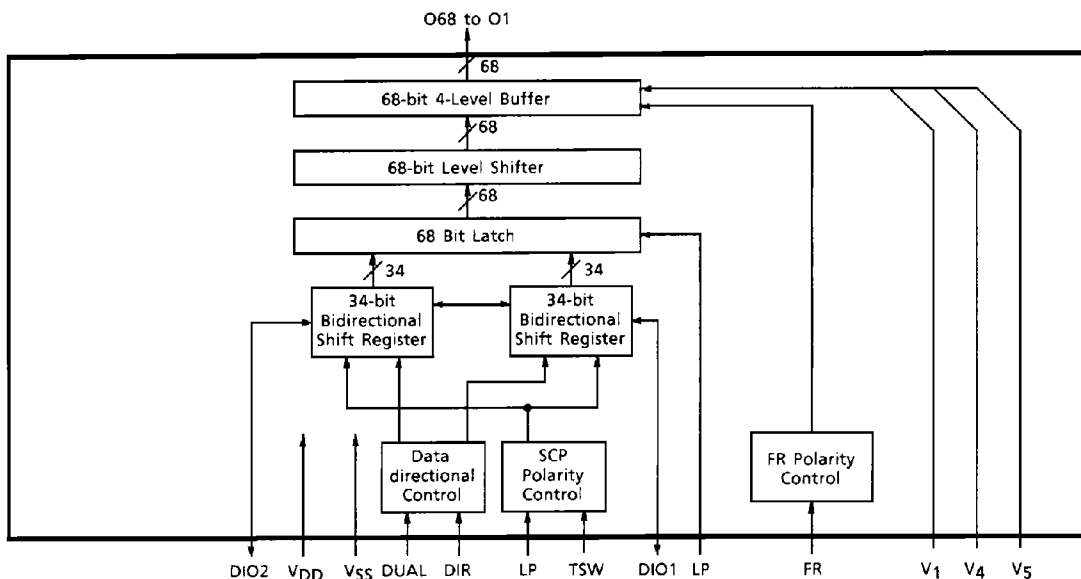 O68 to O1
68
68-bit 4-Level Buffer
68
68-bit Level Shifter
68
68 Bit Latch
34
34
34-bit
Bidirectional
Shift Register
34-bit
Bidirectional
Shift Register
Data
directional
Control
SCP
Polarity
Control
FR Polarity
Control
DIO2 VDD VSS DUAL DIR LP TSW DIO1 LP FR V1 V4 V5